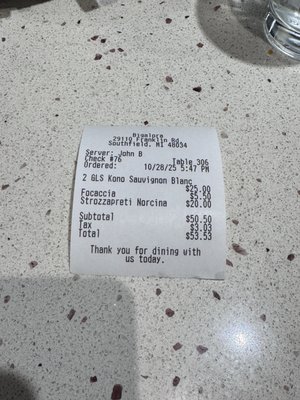 Bigalora
29110 Franklin Rd
Southfield, MI 48034
Server: John B
Check #76 Table 306
Ordered: 10/28/25 5:47 PM
2 GLS Kono Sauvignon Blanc
$25.00
Focaccia $5.50
Strozzapreti Norcina $20.00
Subtotal $50.50
Tax $3.03
Total $53.53
Thank you for dining with
us today.